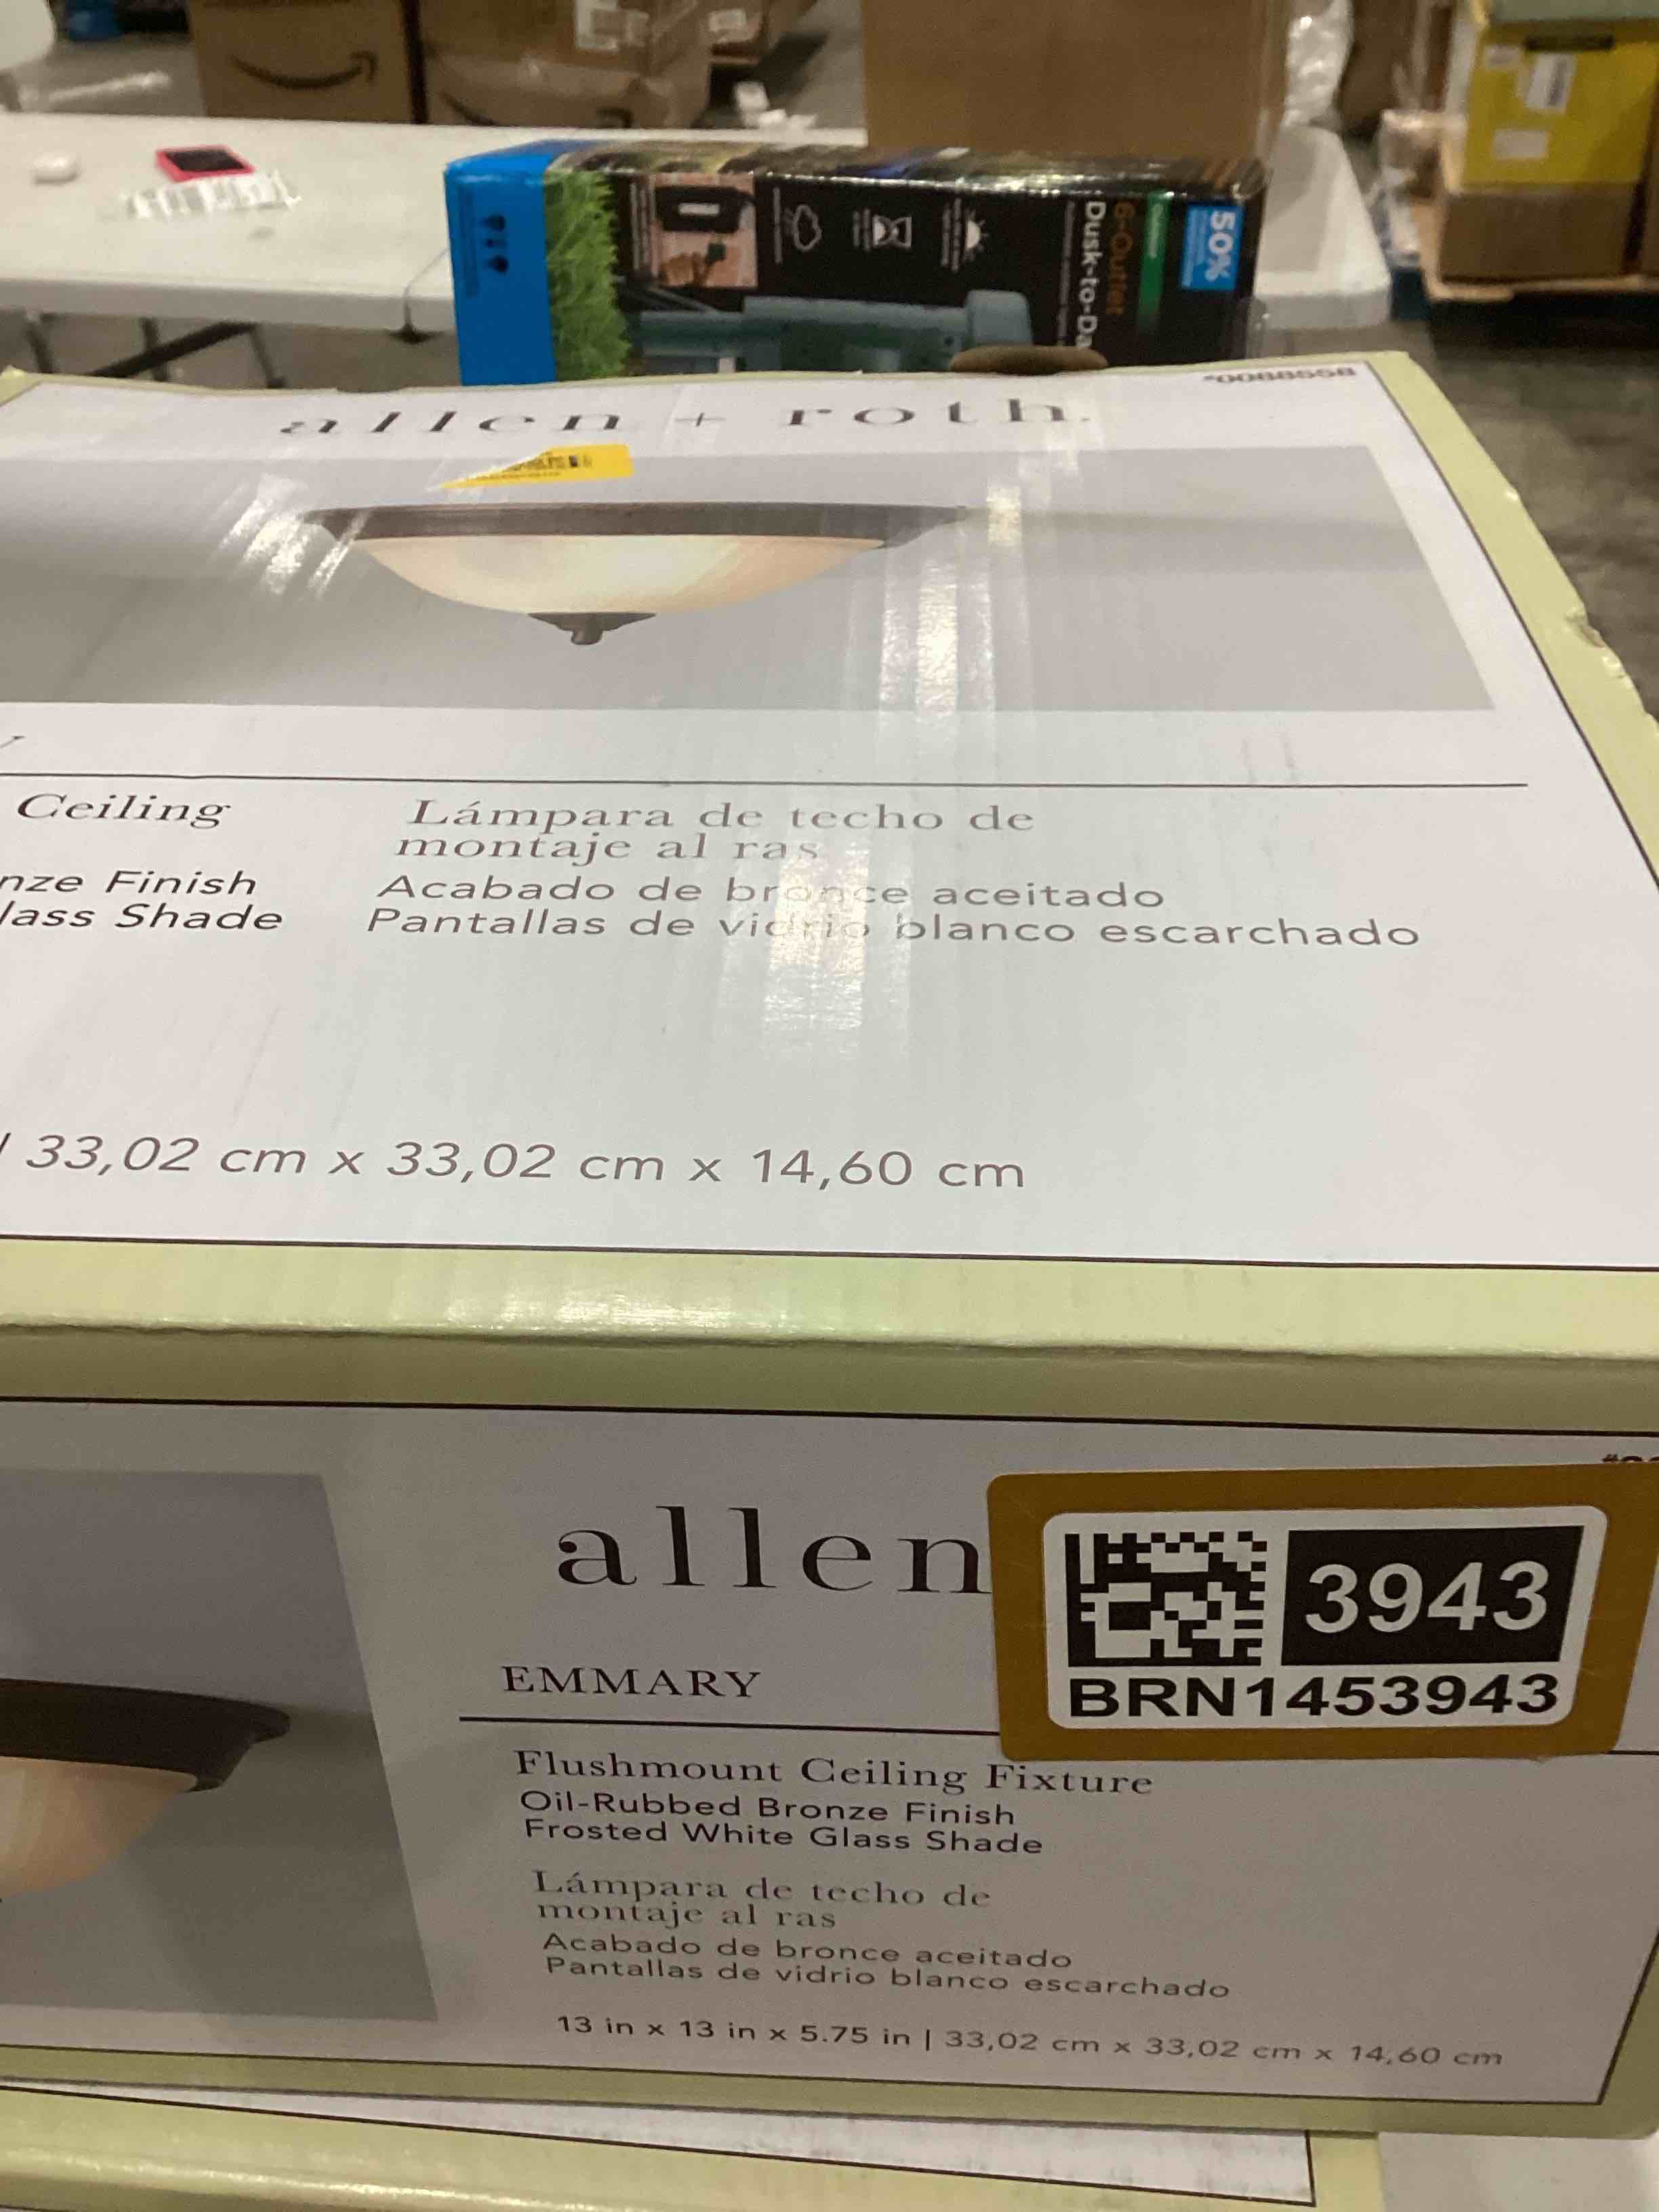 50%
6-Outlet
Dusk-to-Da
#0088558
allen + roth.
Ceiling
nze Finish
lass Shade
Lámpara de techo de
montaje al ras
Acabado de bronce aceitado
Pantallas de vidrio blanco escarchado
| 33,02 cm x 33,02 cm x 14,60 cm
allen
3943
BRN1453943
EMMARY
Flushmount Ceiling Fixture
Oil-Rubbed Bronze Finish
Frosted White Glass Shade
Lámpara de techo de
montaje al ras
Acabado de bronce aceitado
Pantallas de vidrio blanco escarchado
13 in x 13 in x 5.75 in | 33,02 cm x 33,02 cm x 14,60 cm